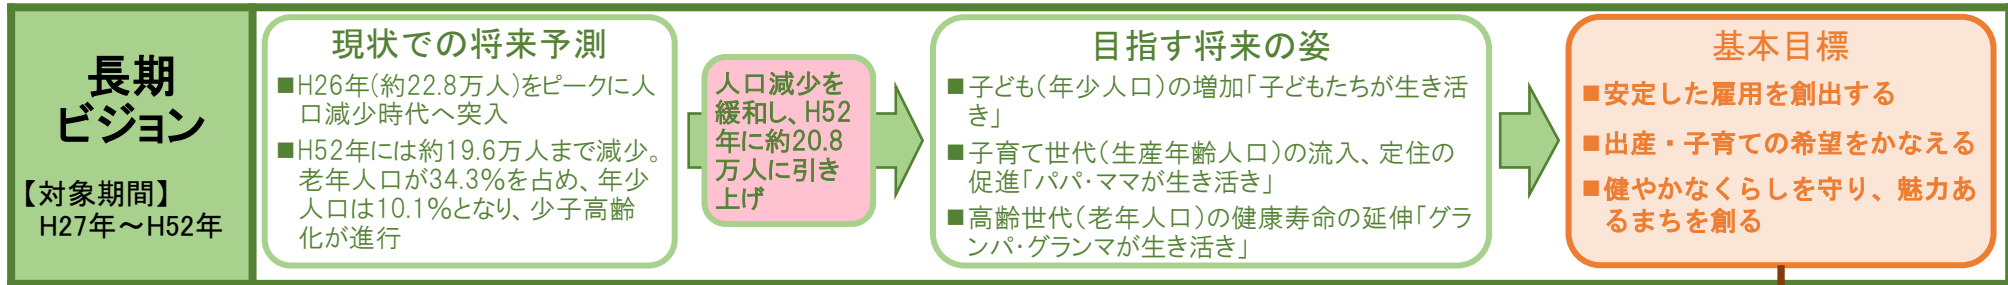 長期
ビジョン
【対象期間】
H27年～H52年
現状での将来予測
■H26年(約22.8万人)をピークに人
口減少時代へ突入
■H52年には約19.6万人まで減少。
老年人口が34.3%を占め、年少
人口は10.1%となり、少子高齢
化が進行
人口減少を
緩和し、H52
年に約20.8
万人に引き
上げ
目指す将来の姿
■子ども(年少人口)の増加「子どもたちが生き活
き」
■子育て世代(生産年齢人口)の流入、定住の
促進「パパ・ママが生き活き」
■高齢世代(老年人口)の健康寿命の延伸「グラ
ンパ・グランマが生き活き」
基本目標
■安定した雇用を創出する
■出産・子育ての希望をかなえる
■健やかなくらしを守り、魅力あ
るまちを創る